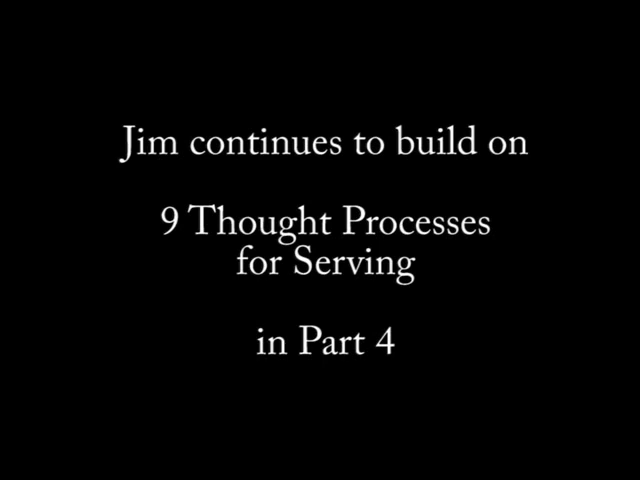 Jim continues to build on
9 Thought Processes
for Serving
in Part 4